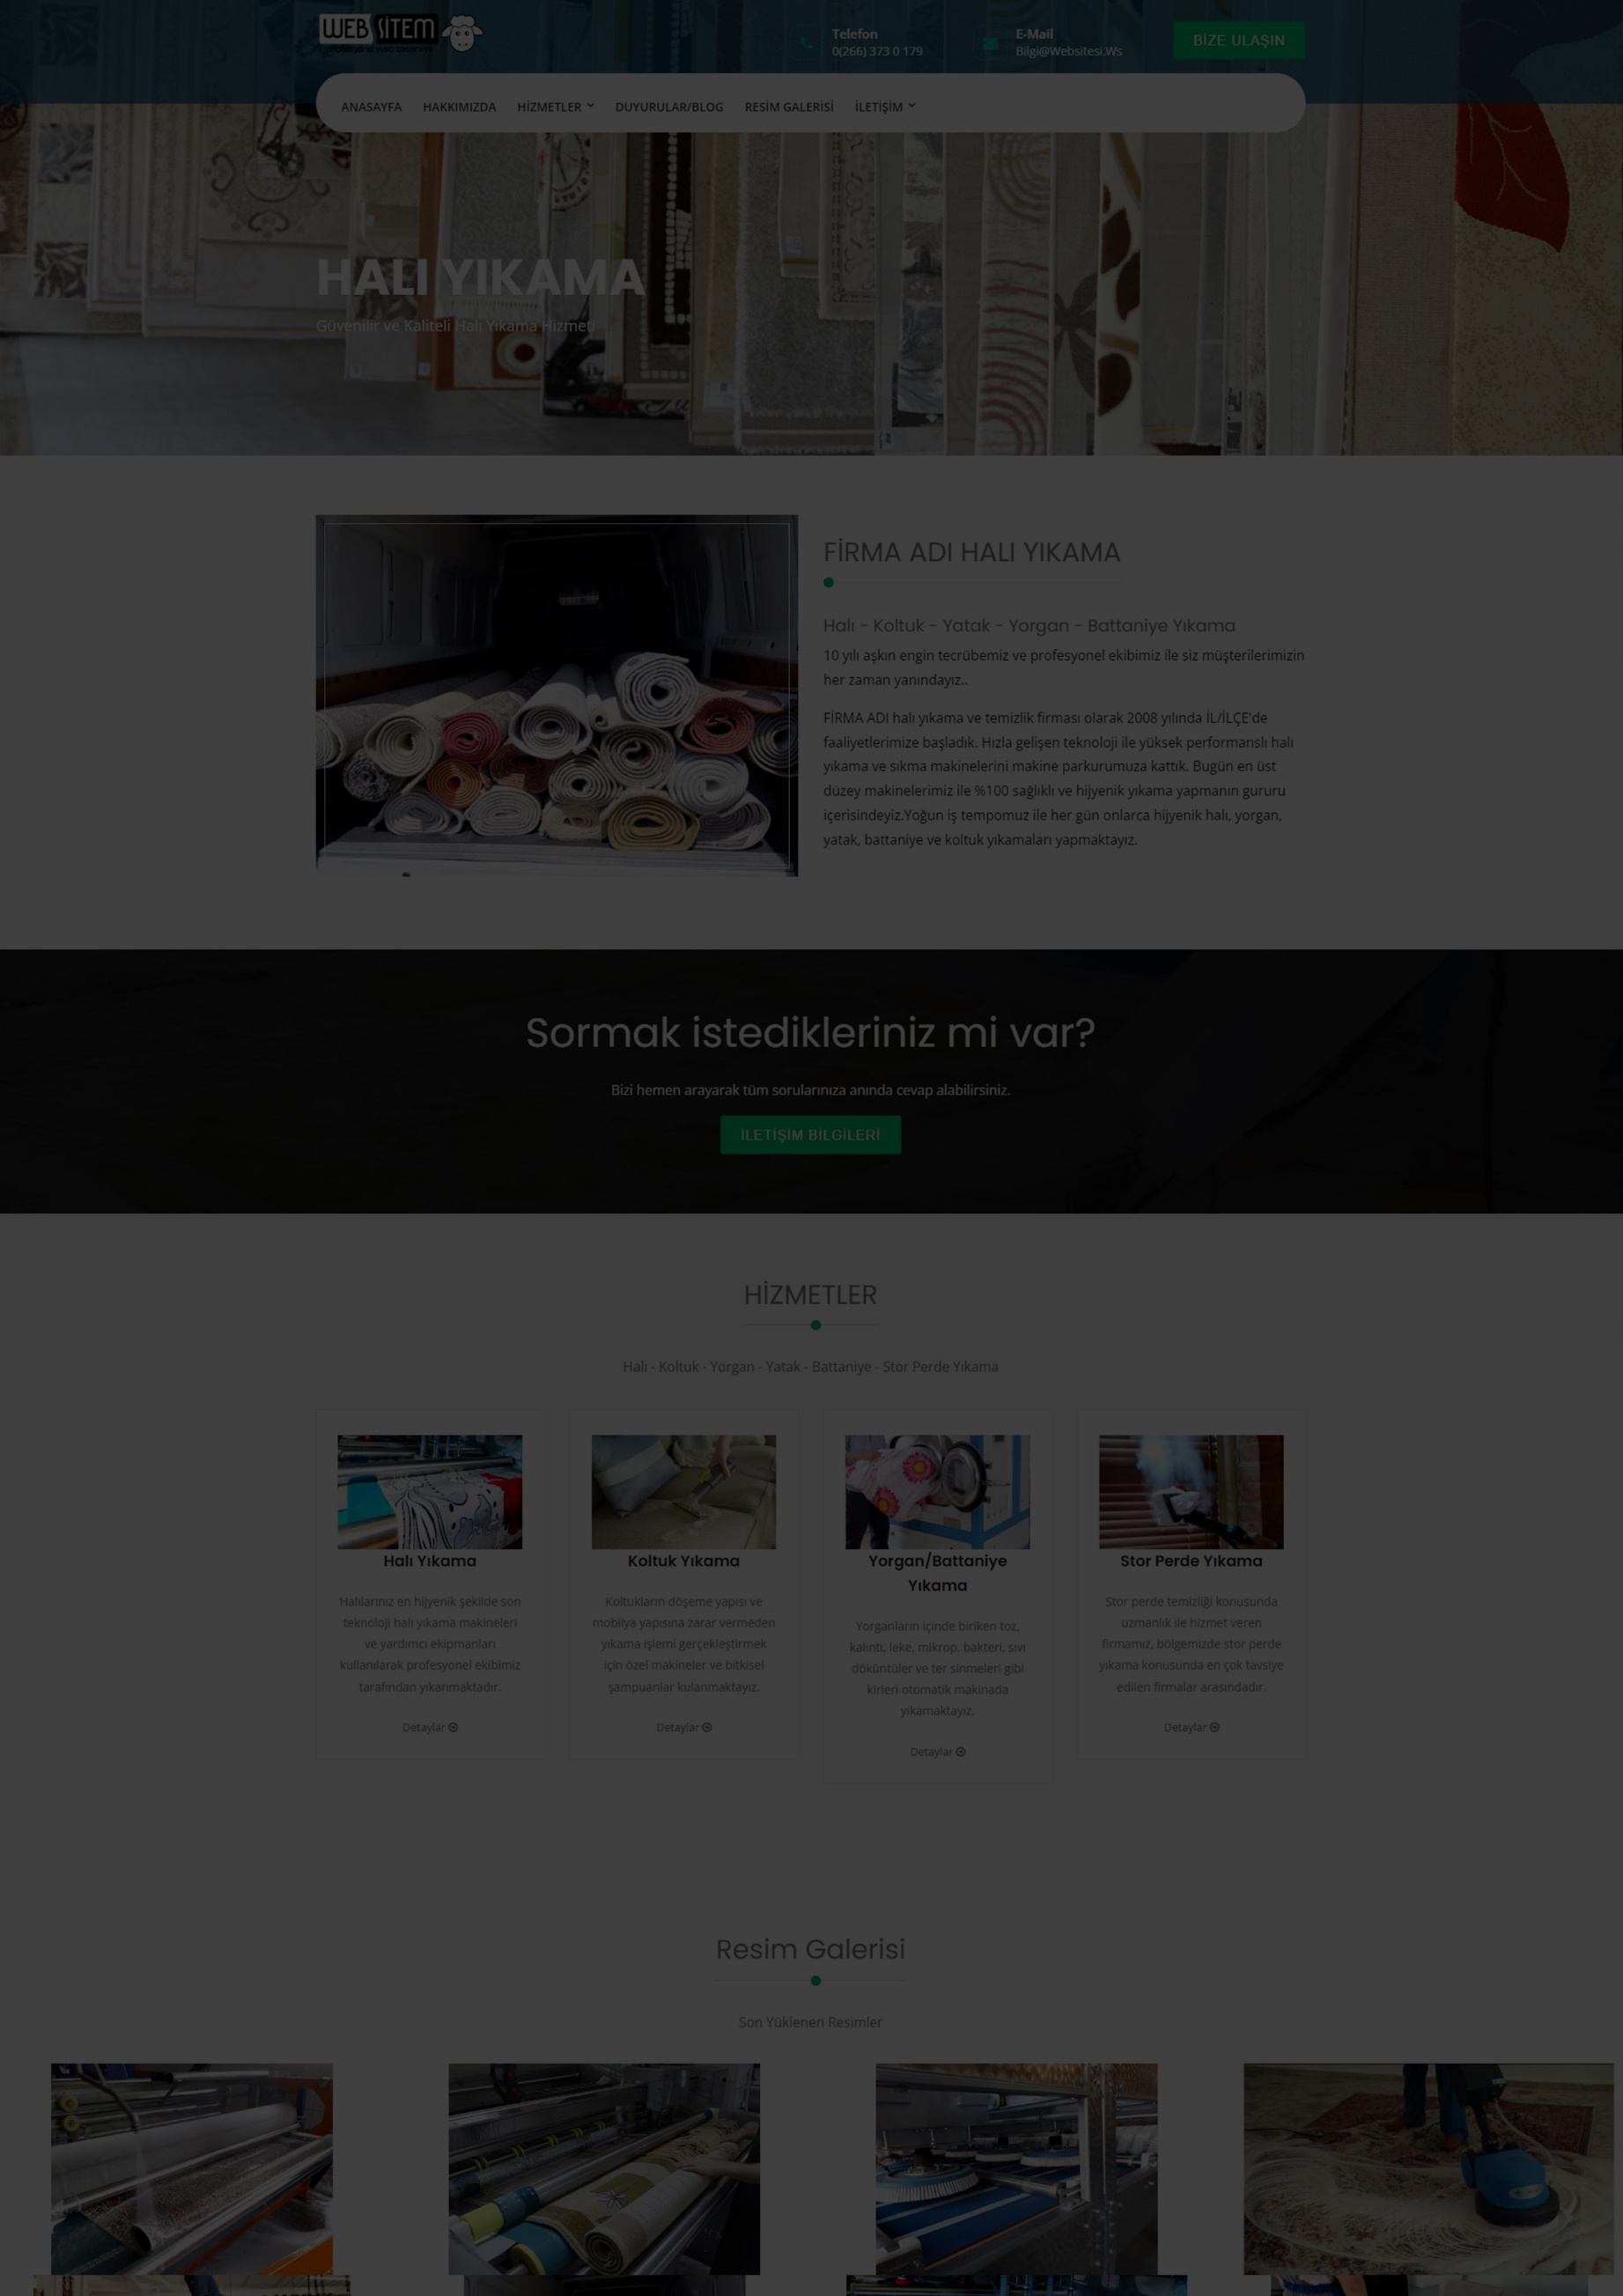 WEB SİTEM
profesyonel web tasarımı
Telefon
0(266) 373 0 179
E-Mail
Bilgi@Websitesi.Ws
BİZE ULAŞIN
ANASAYFA HAKKIMIZDA HİZMETLER DUYURULAR/BLOG RESİM GALERİSİ İLETİŞİM
HALI YIKAMA
Güvenilir ve Kaliteli Halı Yıkama Hizmeti
FİRMA ADI HALI YIKAMA
Halı - Koltuk - Yatak - Yorgan - Battaniye Yıkama
10 yılı aşkın engin tecrübemiz ve profesyonel ekibimiz ile siz müşterilerimizin
her zaman yanındayız..
FİRMA ADI halı yıkama ve temizlik firması olarak 2008 yılında İL/İLÇE'de
faaliyetlerimize başladık. Hızla gelişen teknoloji ile yüksek performanslı halı
yıkama ve sıkma makinelerini makine parkurumuza kattık. Bugün en üst
düzey makinelerimiz ile %100 sağlıklı ve hijyenik yıkama yapmanın gururu
içerisindeyiz.Yoğun iş tempomuz ile her gün onlarca hijyenik halı, yorgan,
yatak, battaniye ve koltuk yıkamaları yapmaktayız.
Sormak istedikleriniz mi var?
Bizi hemen arayarak tüm sorularınıza anında cevap alabilirsiniz.
İLETİŞİM BİLGİLERİ
HİZMETLER
Halı - Koltuk - Yorgan - Yatak - Battaniye - Stor Perde Yıkama
Halı Yıkama
Halılarınız en hijyenik şekilde son
teknoloji halı yıkama makineleri
ve yardımcı ekipmanları
kullanılarak profesyonel ekibimiz
tarafından yıkanmaktadır.
Detaylar
Koltuk Yıkama
Koltukların döşeme yapısı ve
mobilya yapısına zarar vermeden
yıkama işlemi gerçekleştirmek
için özel makineler ve bitkisel
şampuanlar kulanmaktayız.
Detaylar
Yorgan/Battaniye
Yıkama
Yorganların içinde biriken toz,
kalıntı, leke, mikrop, bakteri, sıvı
döküntüler ve ter sinmeleri gibi
kirleri otomatik makinada
yıkamaktayız.
Detaylar
Stor Perde Yıkama
Stor perde temizliği konusunda
uzmanlık ile hizmet veren
firmamız, bölgemizde stor perde
yıkama konusunda en çok tavsiye
edilen firmalar arasındadır.
Detaylar
Resim Galerisi
Son Yüklenen Resimler